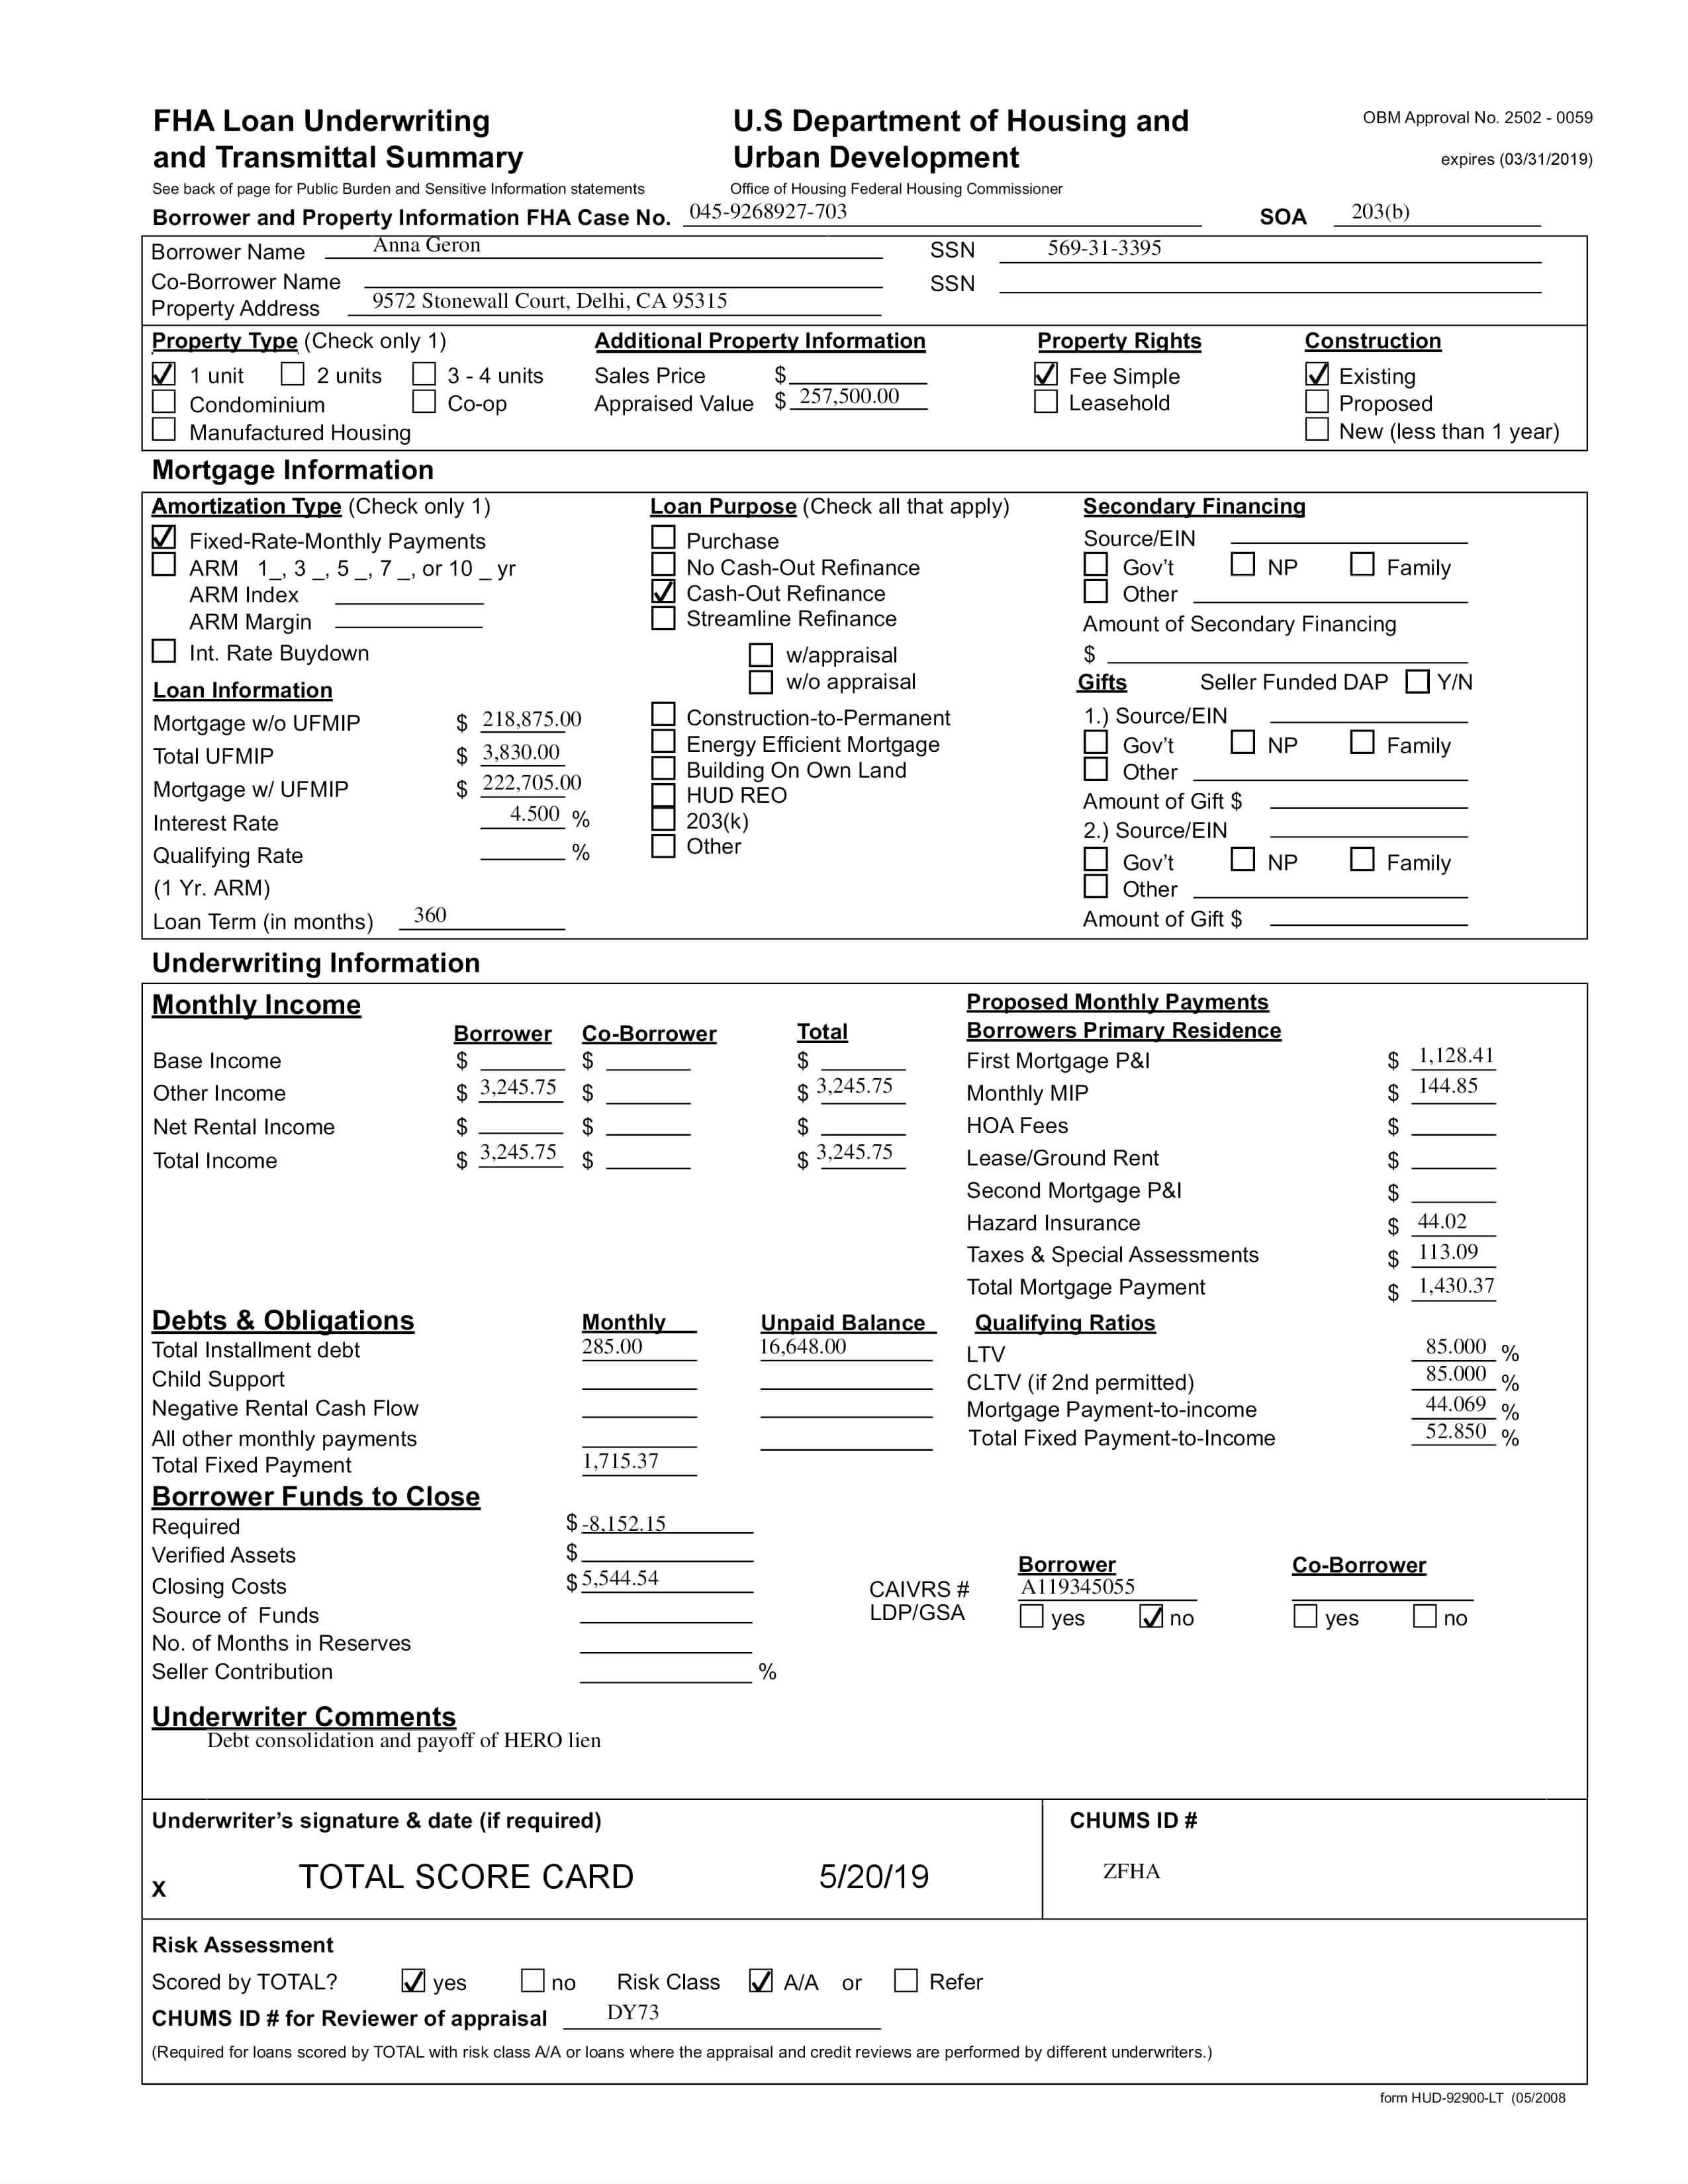 FHA Loan Underwriting
and Transmittal Summary
See back of page for Public Burden and Sensitive Information statements
U.S Department of Housing and
Urban Development
Office of Housing Federal Housing Commissioner
OBM Approval No. 2502 - 0059
expires (03/31/2019)
Borrower and Property Information FHA Case No. 045-9268927-703 SOA 203(b)
Borrower Name Anna Geron SSN 569-31-3395
Co-Borrower Name SSN
Property Address 9572 Stonewall Court, Delhi, CA 95315
Property Type (Check only 1)
1 unit 2 units 3 - 4 units
Condominium Co-op
Manufactured Housing
Additional Property Information
Sales Price $
Appraised Value $ 257,500.00
Property Rights
Fee Simple
Leasehold
Construction
Existing
Proposed
New (less than 1 year)
Mortgage Information
Amortization Type (Check only 1)
Fixed-Rate-Monthly Payments
ARM 1_, 3 _, 5 _, 7 _, or 10 _ yr
ARM Index
ARM Margin
Int. Rate Buydown
Loan Information
Mortgage w/o UFMIP $ 218,875.00
Total UFMIP $ 3,830.00
Mortgage w/ UFMIP $ 222,705.00
Interest Rate 4.500 %
Qualifying Rate %
(1 Yr. ARM)
Loan Term (in months) 360
Loan Purpose (Check all that apply)
Purchase
No Cash-Out Refinance
Cash-Out Refinance
Streamline Refinance
w/appraisal
w/o appraisal
Construction-to-Permanent
Energy Efficient Mortgage
Building On Own Land
HUD REO
203(k)
Other
Secondary Financing
Source/EIN
Gov't NP Family
Other
Amount of Secondary Financing
$
Gifts Seller Funded DAP Y/N
1.) Source/EIN
Gov't NP Family
Other
Amount of Gift $
2.) Source/EIN
Gov't NP Family
Other
Amount of Gift $
Underwriting Information
Monthly Income
Borrower Co-Borrower Total
Base Income $ $ $
Other Income $ 3,245.75 $ $ 3,245.75
Net Rental Income $ $ $
Total Income $ 3,245.75 $ $ 3,245.75
Proposed Monthly Payments
Borrowers Primary Residence
First Mortgage P&I $ 1,128.41
Monthly MIP $ 144.85
HOA Fees $
Lease/Ground Rent $
Second Mortgage P&I $
Hazard Insurance $ 44.02
Taxes & Special Assessments $ 113.09
Total Mortgage Payment $ 1,430.37
Debts & Obligations Monthly Unpaid Balance
Total Installment debt 285.00 16,648.00
Child Support
Negative Rental Cash Flow
All other monthly payments
Total Fixed Payment 1,715.37
Qualifying Ratios
LTV 85.000 %
CLTV (if 2nd permitted) 85.000 %
Mortgage Payment-to-income 44.069 %
Total Fixed Payment-to-Income 52.850 %
Borrower Funds to Close
Required $ -8,152.15
Verified Assets $
Closing Costs $ 5,544.54
Source of Funds
No. of Months in Reserves
Seller Contribution %
Borrower Co-Borrower
CAIVRS # A119345055
LDP/GSA yes no yes no
Underwriter Comments
Debt consolidation and payoff of HERO lien
Underwriter's signature & date (if required)
x TOTAL SCORE CARD 5/20/19
CHUMS ID #
ZFHA
Risk Assessment
Scored by TOTAL? yes no Risk Class A/A or Refer
CHUMS ID # for Reviewer of appraisal DY73
(Required for loans scored by TOTAL with risk class A/A or loans where the appraisal and credit reviews are performed by different underwriters.)
form HUD-92900-LT (05/2008